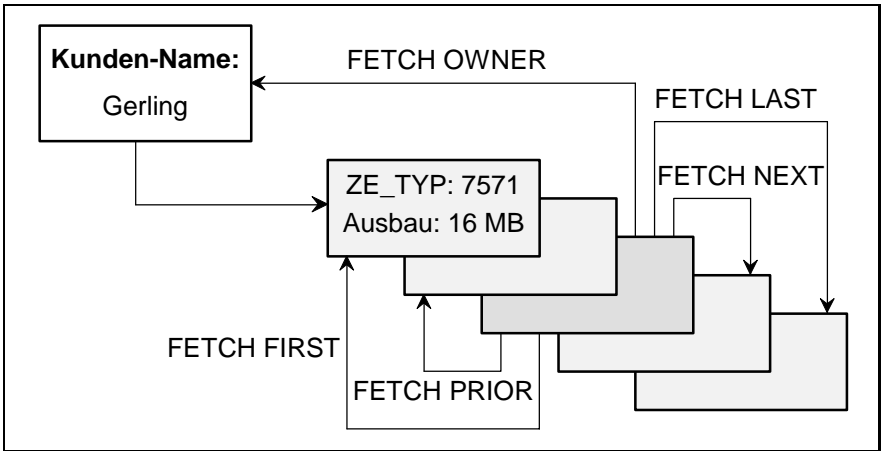 Kunden-Name:
Gerling
FETCH OWNER
FETCH LAST
FETCH NEXT
ZE_TYP: 7571
Ausbau: 16 MB
FETCH FIRST
FETCH PRIOR